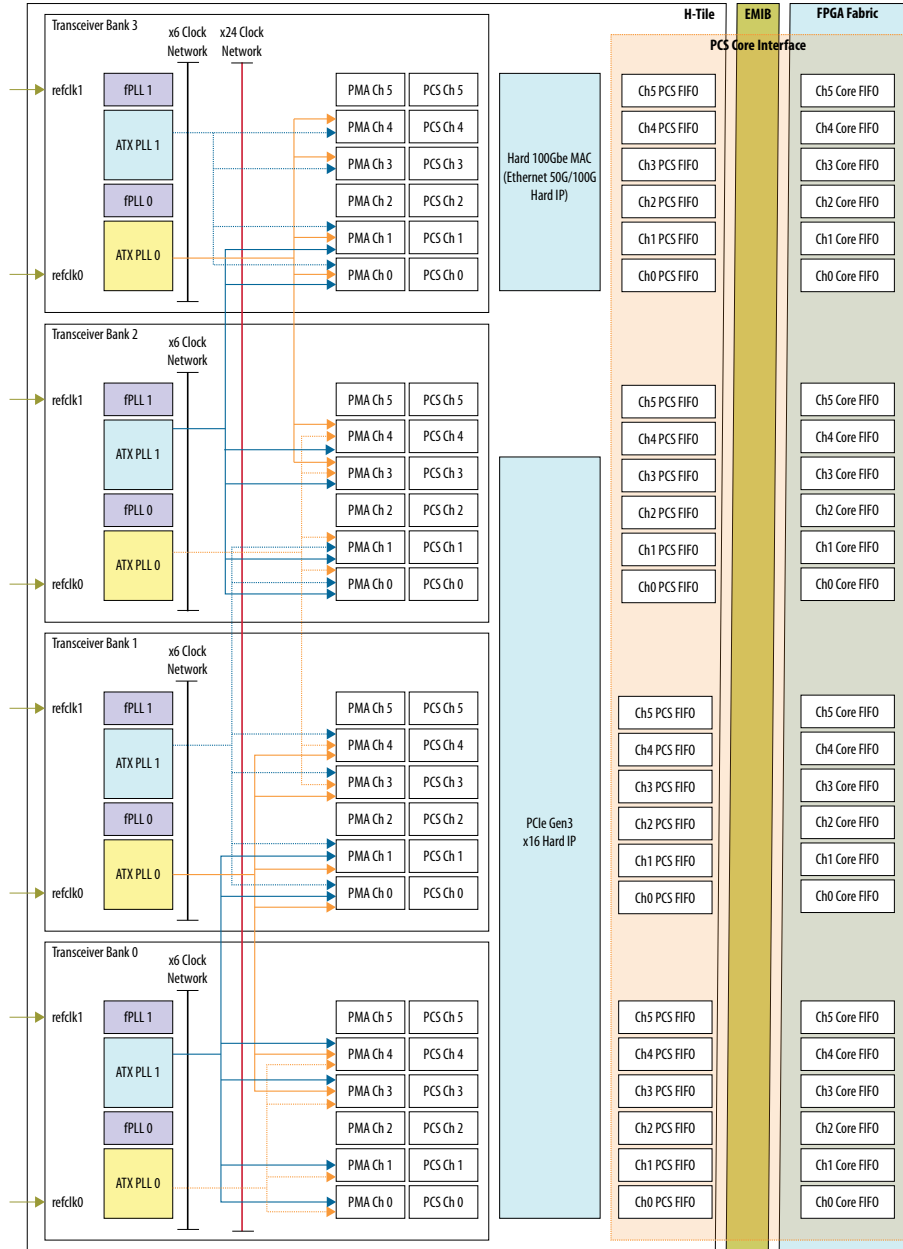 H-Tile
EMIB
FPGA Fabric
PCS Core Interface
Transceiver Bank 3
x6 Clock
Network
x24 Clock
Network
refclk1
fPLL 1
ATX PLL 1
fPLL 0
ATX PLL 0
refclk0
PMA Ch 5
PCS Ch 5
PMA Ch 4
PCS Ch 4
PMA Ch 3
PCS Ch 3
PMA Ch 2
PCS Ch 2
PMA Ch 1
PCS Ch 1
PMA Ch 0
PCS Ch 0
Hard 100Gbe MAC
(Ethernet 50G/100G
Hard IP)
Ch5 PCS FIFO
Ch5 Core FIFO
Ch4 PCS FIFO
Ch4 Core FIFO
Ch3 PCS FIFO
Ch3 Core FIFO
Ch2 PCS FIFO
Ch2 Core FIFO
Ch1 PCS FIFO
Ch1 Core FIFO
Ch0 PCS FIFO
Ch0 Core FIFO
Transceiver Bank 2
x6 Clock
Network
refclk1
fPLL 1
ATX PLL 1
fPLL 0
ATX PLL 0
refclk0
PMA Ch 5
PCS Ch 5
PMA Ch 4
PCS Ch 4
PMA Ch 3
PCS Ch 3
PMA Ch 2
PCS Ch 2
PMA Ch 1
PCS Ch 1
PMA Ch 0
PCS Ch 0
Ch5 PCS FIFO
Ch5 Core FIFO
Ch4 PCS FIFO
Ch4 Core FIFO
Ch3 PCS FIFO
Ch3 Core FIFO
Ch2 PCS FIFO
Ch2 Core FIFO
Ch1 PCS FIFO
Ch1 Core FIFO
Ch0 PCS FIFO
Ch0 Core FIFO
Transceiver Bank 1
x6 Clock
Network
refclk1
fPLL 1
ATX PLL 1
fPLL 0
ATX PLL 0
refclk0
PMA Ch 5
PCS Ch 5
PMA Ch 4
PCS Ch 4
PMA Ch 3
PCS Ch 3
PMA Ch 2
PCS Ch 2
PMA Ch 1
PCS Ch 1
PMA Ch 0
PCS Ch 0
PCIe Gen3
x16 Hard IP
Ch5 PCS FIFO
Ch5 Core FIFO
Ch4 PCS FIFO
Ch4 Core FIFO
Ch3 PCS FIFO
Ch3 Core FIFO
Ch2 PCS FIFO
Ch2 Core FIFO
Ch1 PCS FIFO
Ch1 Core FIFO
Ch0 PCS FIFO
Ch0 Core FIFO
Transceiver Bank 0
x6 Clock
Network
refclk1
fPLL 1
ATX PLL 1
fPLL 0
ATX PLL 0
refclk0
PMA Ch 5
PCS Ch 5
PMA Ch 4
PCS Ch 4
PMA Ch 3
PCS Ch 3
PMA Ch 2
PCS Ch 2
PMA Ch 1
PCS Ch 1
PMA Ch 0
PCS Ch 0
Ch5 PCS FIFO
Ch5 Core FIFO
Ch4 PCS FIFO
Ch4 Core FIFO
Ch3 PCS FIFO
Ch3 Core FIFO
Ch2 PCS FIFO
Ch2 Core FIFO
Ch1 PCS FIFO
Ch1 Core FIFO
Ch0 PCS FIFO
Ch0 Core FIFO